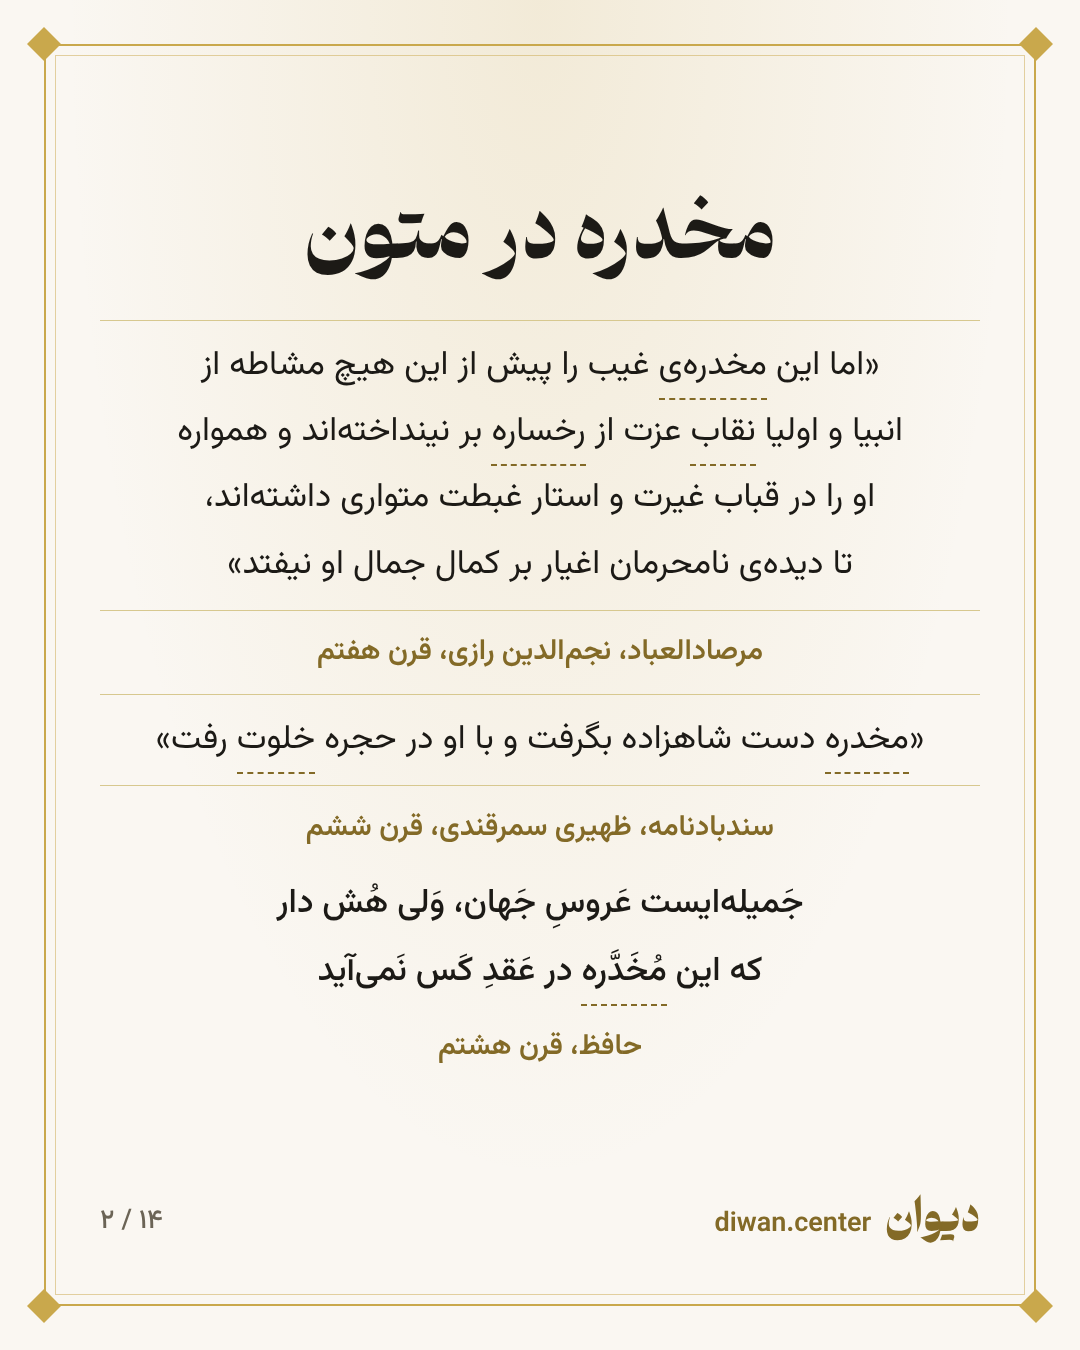 مخدره در متون
«اما این مخدره‌ی غیب را پیش از این هیچ مشاطه از
انبیا و اولیا نقاب عزت از رخساره بر نینداخته‌اند و همواره
او را در قباب غیرت و استار غبطت متواری داشته‌اند،
تا دیده‌ی نامحرمان اغیار بر کمال جمال او نیفتد»
مرصادالعباد، نجم‌الدین رازی، قرن هفتم
«مخدره دست شاهزاده بگرفت و با او در حجره خلوت رفت»
سندبادنامه، ظهیری سمرقندی، قرن ششم
جَمیله‌ایست عَروسِ جَهان، وَلی هُش دار
که این مُخَدَّره در عَقدِ کَس نَمی‌آید
حافظ، قرن هشتم
دیوان diwan.center
۲ / ۱۴